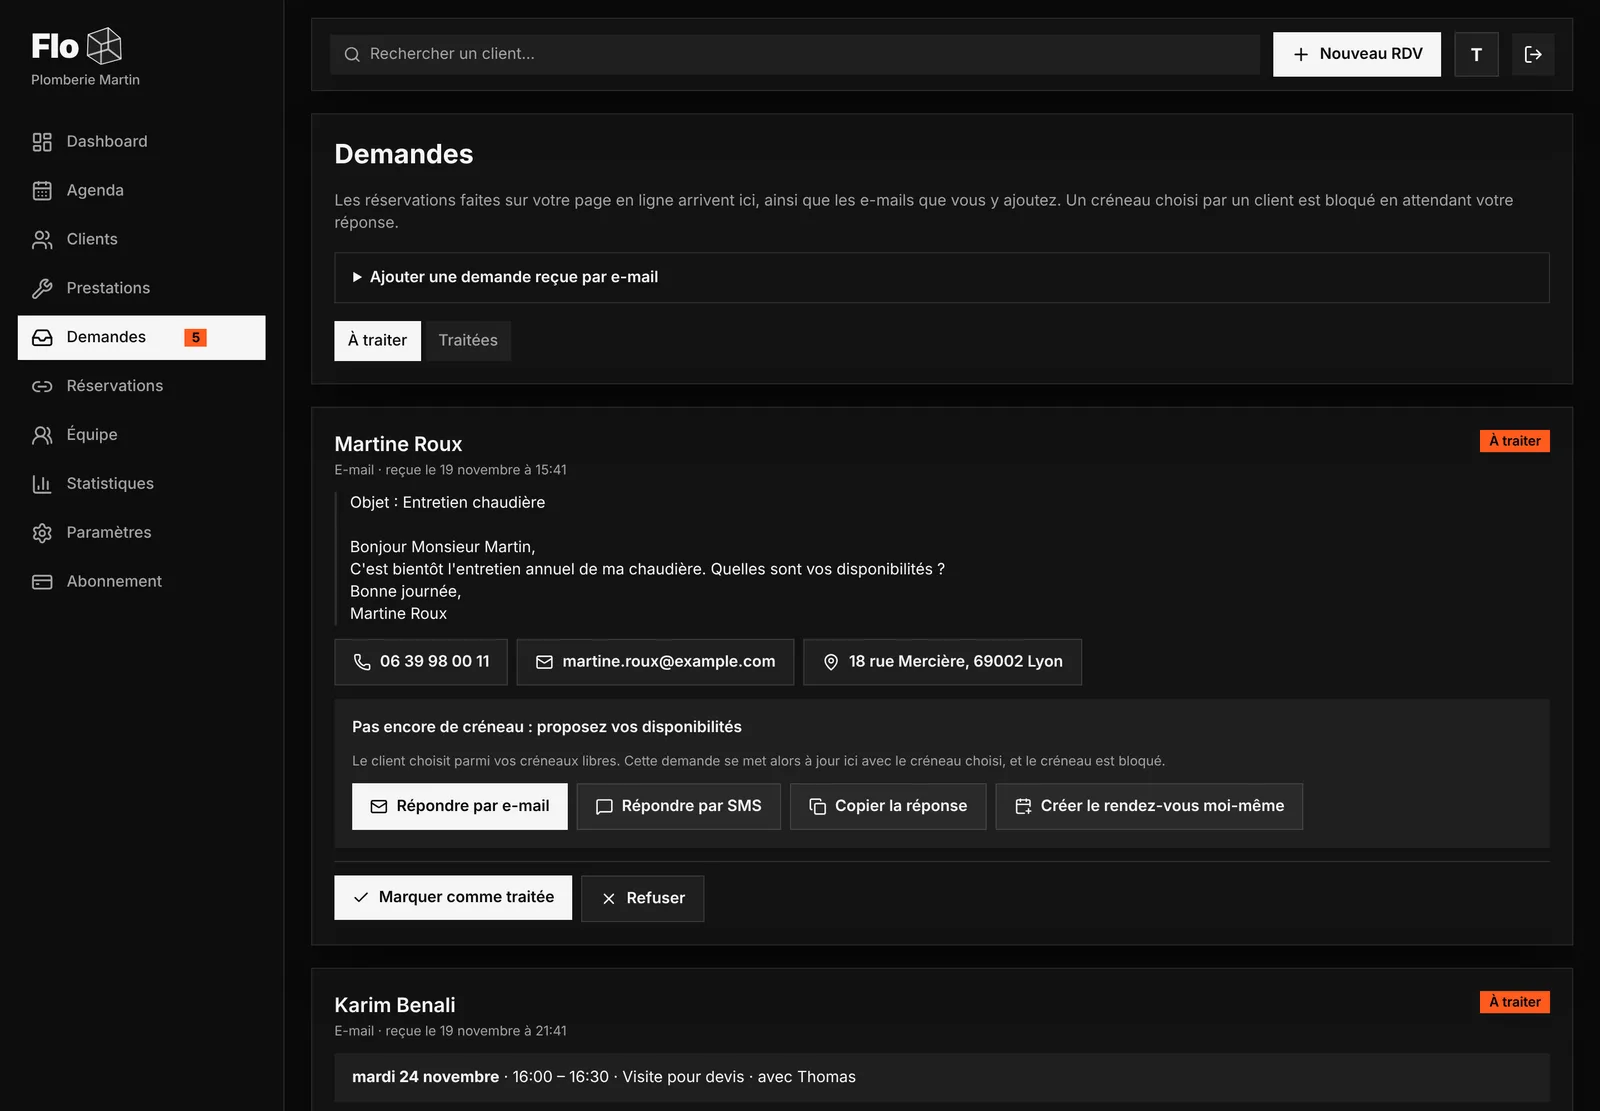 Flo
Plomberie Martin
Dashboard
Agenda
Clients
Prestations
Demandes 5
Réservations
Équipe
Statistiques
Paramètres
Abonnement
Rechercher un client...
Nouveau RDV
T
Demandes
Les réservations faites sur votre page en ligne arrivent ici, ainsi que les e-mails que vous y ajoutez. Un créneau choisi par un client est bloqué en attendant votre
réponse.
Ajouter une demande reçue par e-mail
À traiter Traitées
Martine Roux
À traiter
E-mail · reçue le 19 novembre à 15:41
Objet : Entretien chaudière
Bonjour Monsieur Martin,
C'est bientôt l'entretien annuel de ma chaudière. Quelles sont vos disponibilités ?
Bonne journée,
Martine Roux
06 39 98 00 11 martine.roux@example.com 18 rue Mercière, 69002 Lyon
Pas encore de créneau : proposez vos disponibilités
Le client choisit parmi vos créneaux libres. Cette demande se met alors à jour ici avec le créneau choisi, et le créneau est bloqué.
Répondre par e-mail Répondre par SMS Copier la réponse Créer le rendez-vous moi-même
Marquer comme traitée Refuser
Karim Benali
À traiter
E-mail · reçue le 19 novembre à 21:41
mardi 24 novembre · 16:00 – 16:30 · Visite pour devis · avec Thomas